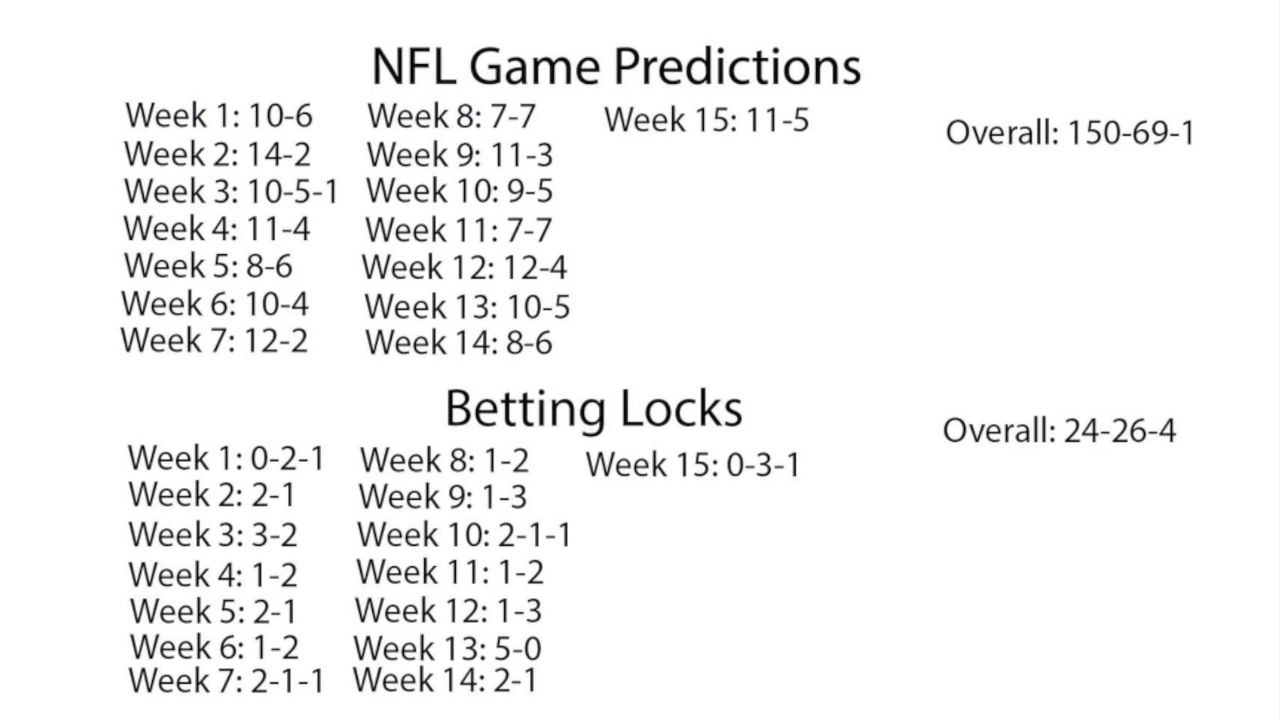 NFL Game Predictions
Week 1: 10-6
Week 2: 14-2
Week 3: 10-5-1
Week 4: 11-4
Week 5: 8-6
Week 6: 10-4
Week 7: 12-2
Week 8: 7-7
Week 9: 11-3
Week 10: 9-5
Week 11: 7-7
Week 12: 12-4
Week 13: 10-5
Week 14: 8-6
Week 15: 11-5
Overall: 150-69-1
Betting Locks
Week 1: 0-2-1
Week 2: 2-1
Week 3: 3-2
Week 4: 1-2
Week 5: 2-1
Week 6: 1-2
Week 7: 2-1-1
Week 8: 1-2
Week 9: 1-3
Week 10: 2-1-1
Week 11: 1-2
Week 12: 1-3
Week 13: 5-0
Week 14: 2-1
Week 15: 0-3-1
Overall: 24-26-4